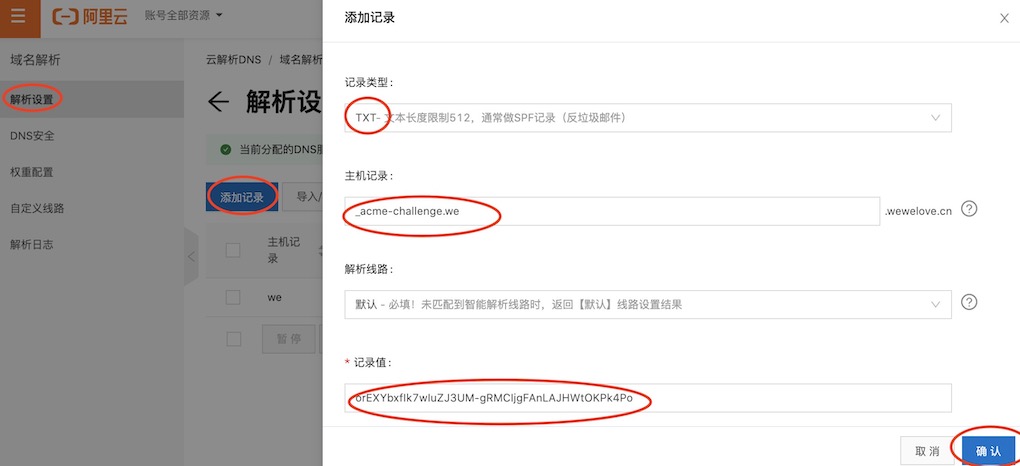 阿里云
账号全部资源
域名解析
解析设置
DNS安全
权重配置
自定义线路
解析日志
云解析DNS / 域名解析
解析设
当前分配的DNS
添加记录
导入/
主机记
录
we
暂停
添加记录
记录类型:
TXT- 文本长度限制512，通常做SPF记录（反垃圾邮件）
主机记录:
_acme-challenge.we
.wewelove.cn
解析线路:
默认 - 必填！未匹配到智能解析线路时，返回【默认】线路设置结果
* 记录值:
取消
确认